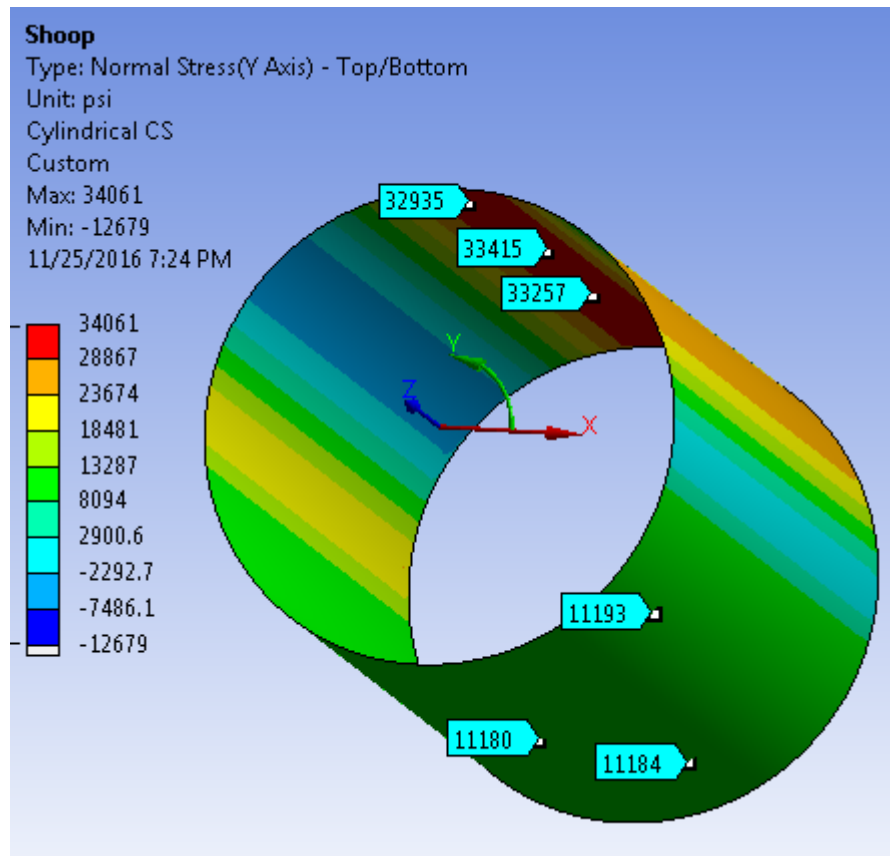 Shoop
Type: Normal Stress(Y Axis) - Top/Bottom
Unit: psi
Cylindrical CS
Custom
Max: 34061
Min: -12679
11/25/2016 7:24 PM
32935
33415
33257
34061
28867
23674
18481
13287
8094
2900.6
-2292.7
-7486.1
-12679
Y
Z
X
11193
11180
11184